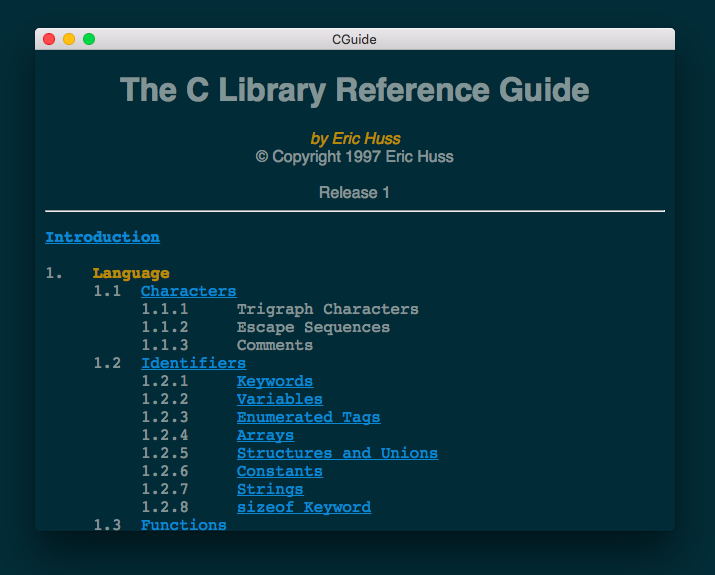 CGuide
The C Library Reference Guide
by Eric Huss
© Copyright 1997 Eric Huss
Release 1
Introduction
1. Language
1.1 Characters
1.1.1 Trigraph Characters
1.1.2 Escape Sequences
1.1.3 Comments
1.2 Identifiers
1.2.1 Keywords
1.2.2 Variables
1.2.3 Enumerated Tags
1.2.4 Arrays
1.2.5 Structures and Unions
1.2.6 Constants
1.2.7 Strings
1.2.8 sizeof Keyword
1.3 Functions